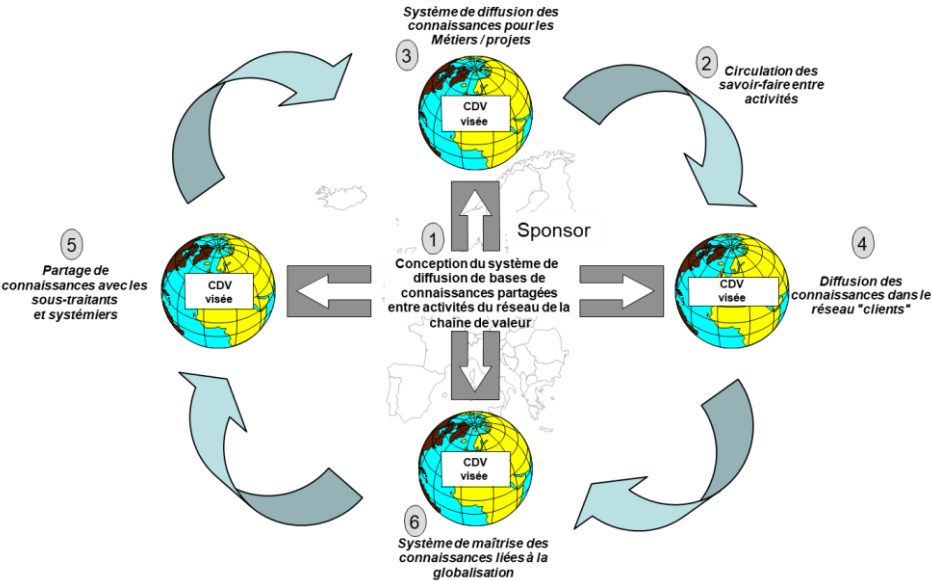 Système de diffusion des
connaissances pour les
Métiers / projets
3
CDV
visée
2
Circulation des
savoir-faire entre
activités
1
Sponsor
Conception du système de
diffusion de bases de
connaissances partagées
entre activités du réseau de la
chaîne de valeur
5
Partage de
connaissances avec les
sous-traitants
et systémiers
CDV
visée
CDV
visée
4
Diffusion des
connaissances dans le
réseau "clients"
CDV
visée
6
Système de maîtrise des
connaissances liées à la
globalisation